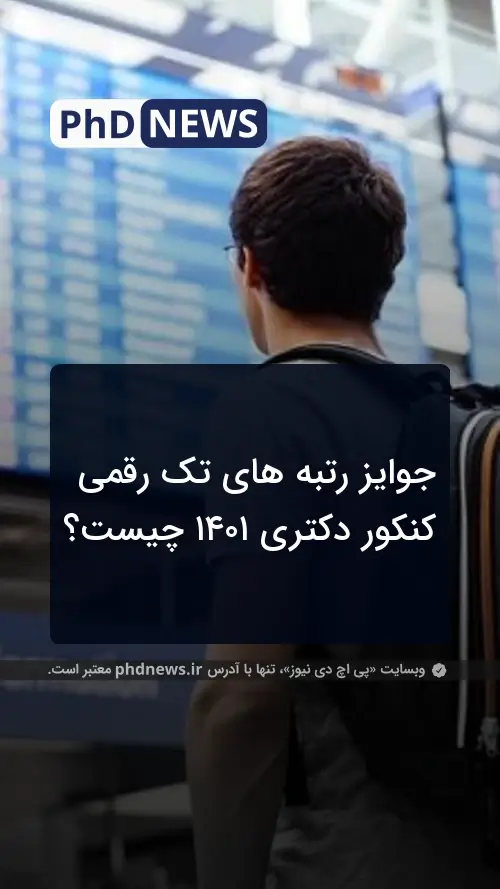 PhD NEWS
جوایز رتبه های تک رقمی
کنکور دکتری ۱۴۰۱ چیست؟
وبسایت «پی اچ دی نیوز»، تنها با آدرس phdnews.ir معتبر است.